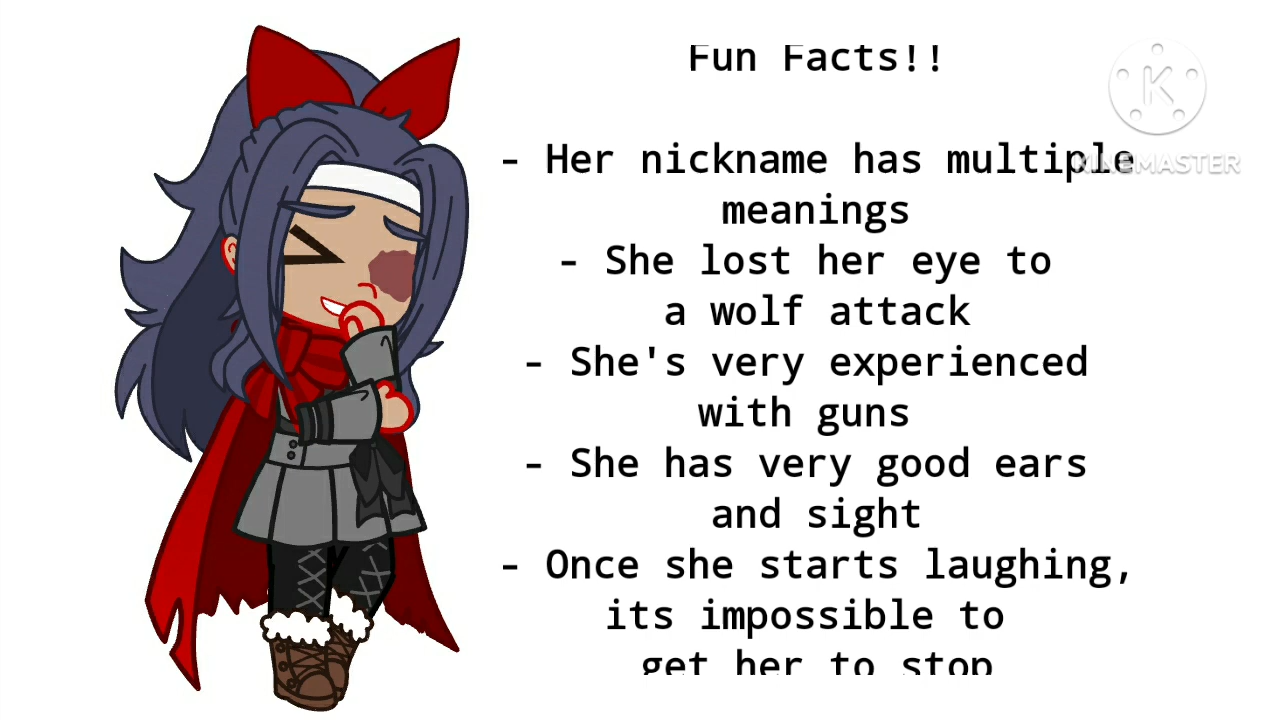 Fun Facts!!
- Her nickname has multiple
meanings
- She lost her eye to
a wolf attack
- She's very experienced
with guns
- She has very good ears
and sight
- Once she starts laughing,
its impossible to
get her to stop
K
KINEMASTER